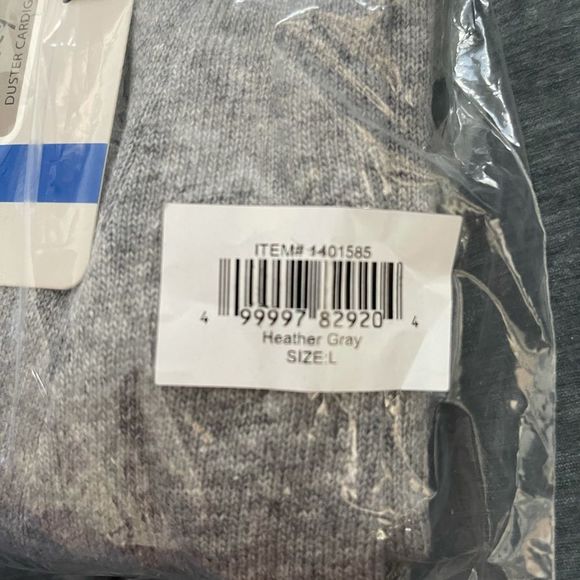 DUSTER CARDIG
ITEM# 1401585
4 99997 82920 4
Heather Gray
SIZE:L